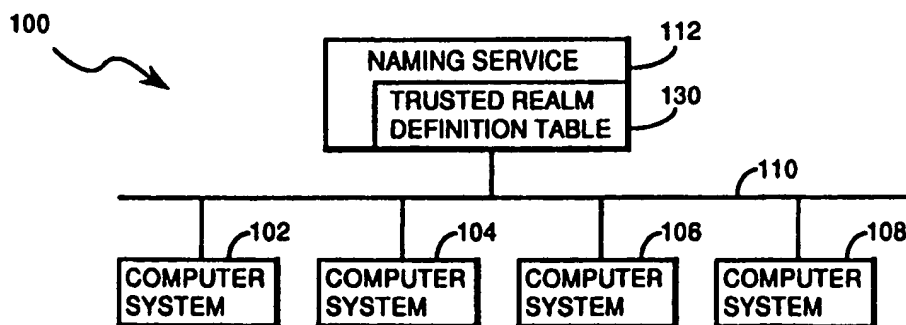 100
112
NAMING SERVICE
TRUSTED REALM
DEFINITION TABLE
130
110
102
104
106
108
COMPUTER
SYSTEM
COMPUTER
SYSTEM
COMPUTER
SYSTEM
COMPUTER
SYSTEM